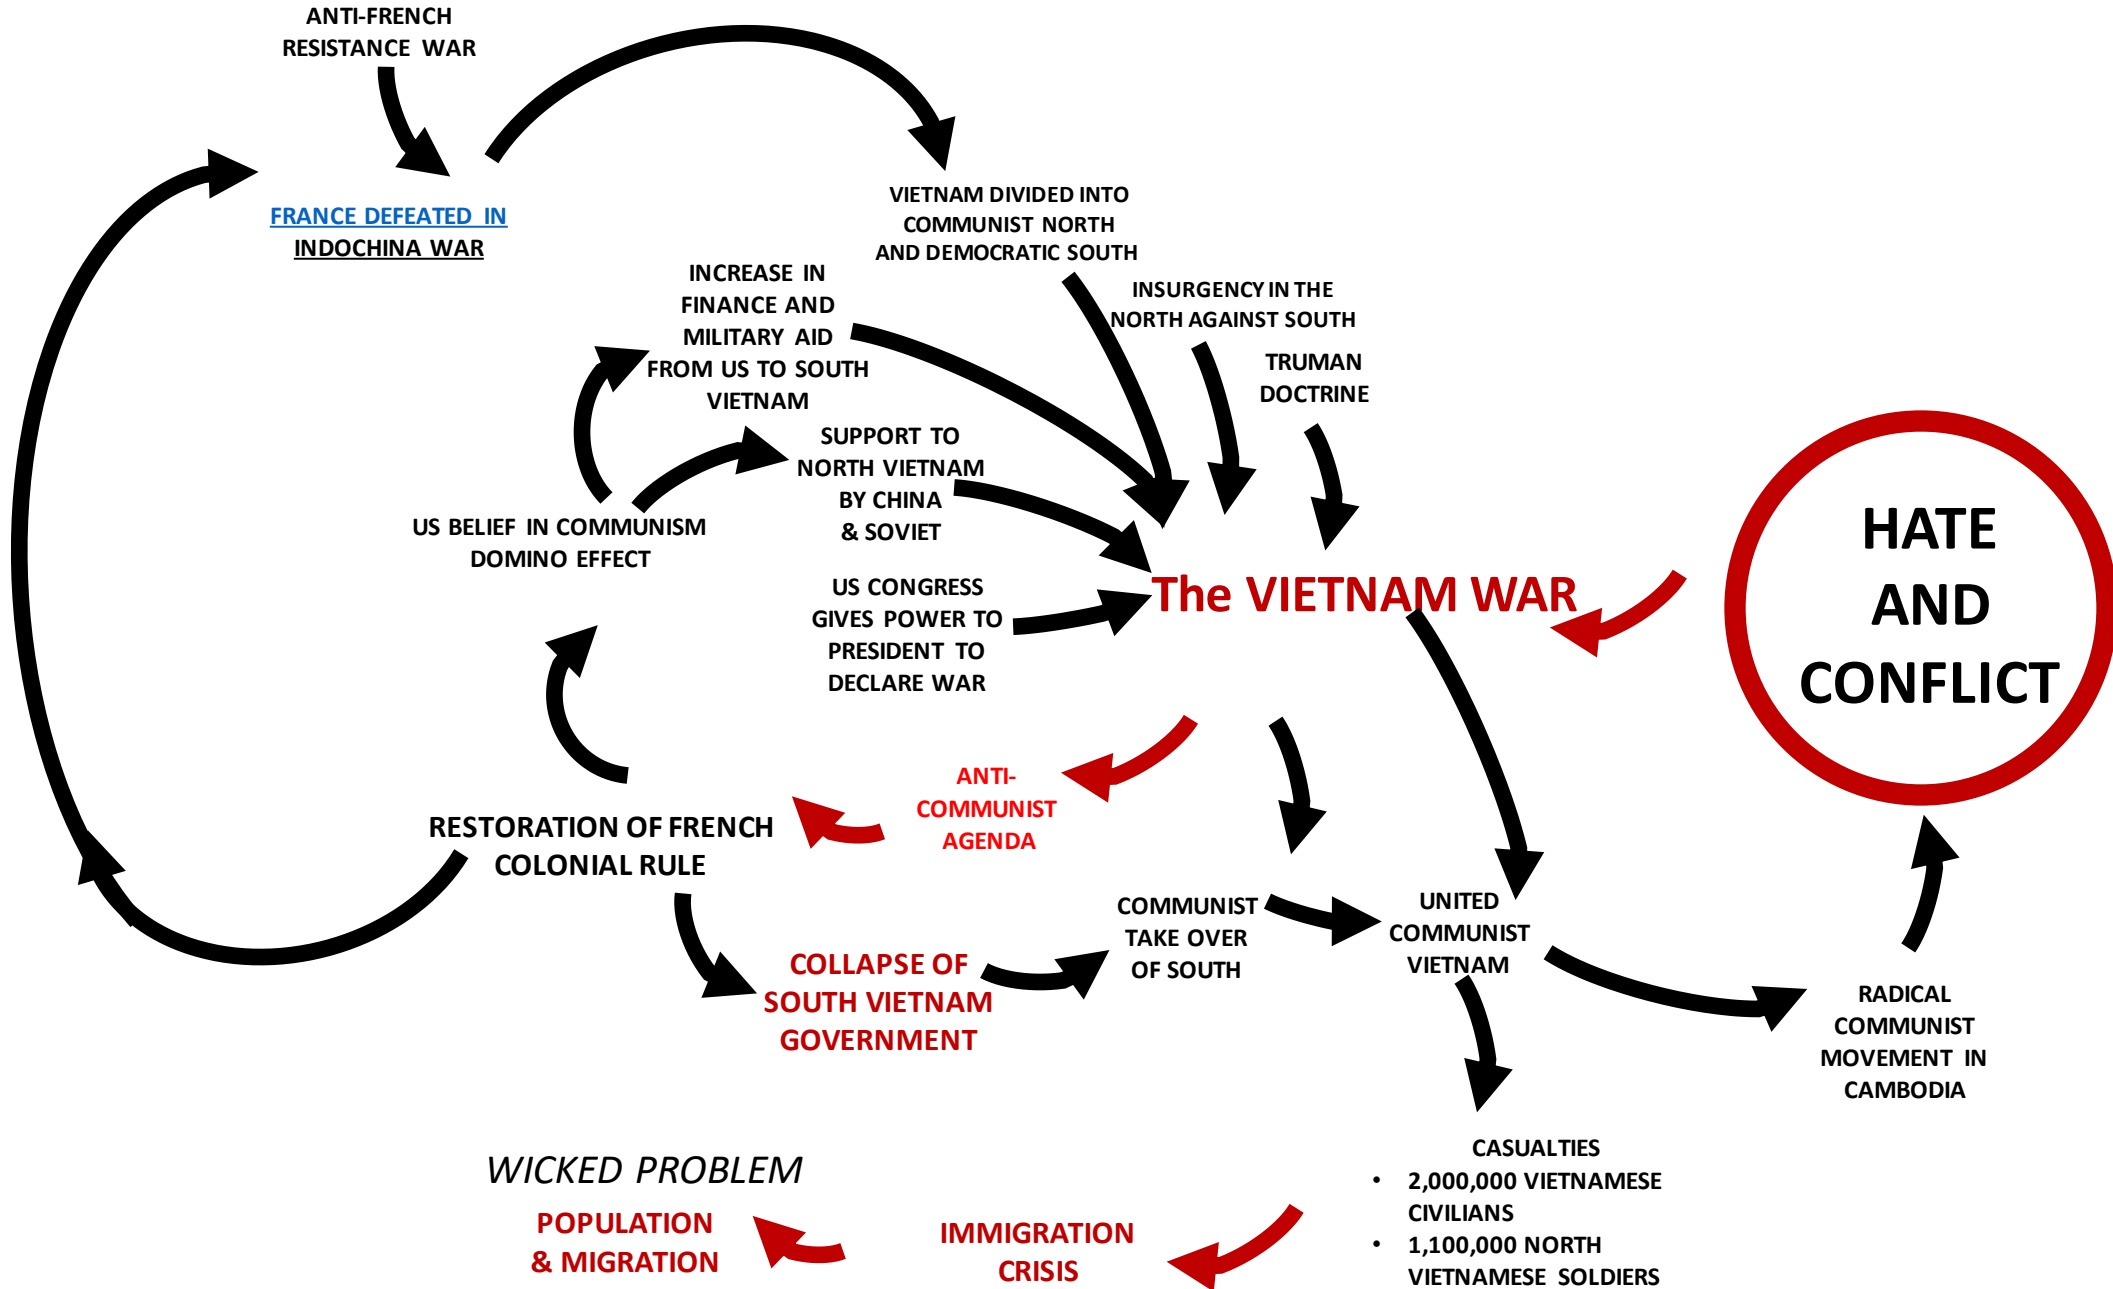 ANTI-FRENCH
RESISTANCE WAR
FRANCE DEFEATED IN
INDOCHINA WAR
VIETNAM DIVIDED INTO
COMMUNIST NORTH
AND DEMOCRATIC SOUTH
INCREASE IN
FINANCE AND
MILITARY AID
FROM US TO SOUTH
VIETNAM
INSURGENCY IN THE
NORTH AGAINST SOUTH
TRUMAN
DOCTRINE
SUPPORT TO
NORTH VIETNAM
BY CHINA
& SOVIET
US BELIEF IN COMMUNISM
DOMINO EFFECT
US CONGRESS
GIVES POWER TO
PRESIDENT TO
DECLARE WAR
The VIETNAM WAR
HATE
AND
CONFLICT
ANTI-
COMMUNIST
AGENDA
RESTORATION OF FRENCH
COLONIAL RULE
COLLAPSE OF
SOUTH VIETNAM
GOVERNMENT
COMMUNIST
TAKE OVER
OF SOUTH
UNITED
COMMUNIST
VIETNAM
RADICAL
COMMUNIST
MOVEMENT IN
CAMBODIA
CASUALTIES
• 2,000,000 VIETNAMESE
CIVILIANS
• 1,100,000 NORTH
VIETNAMESE SOLDIERS
IMMIGRATION
CRISIS
WICKED PROBLEM
POPULATION
& MIGRATION